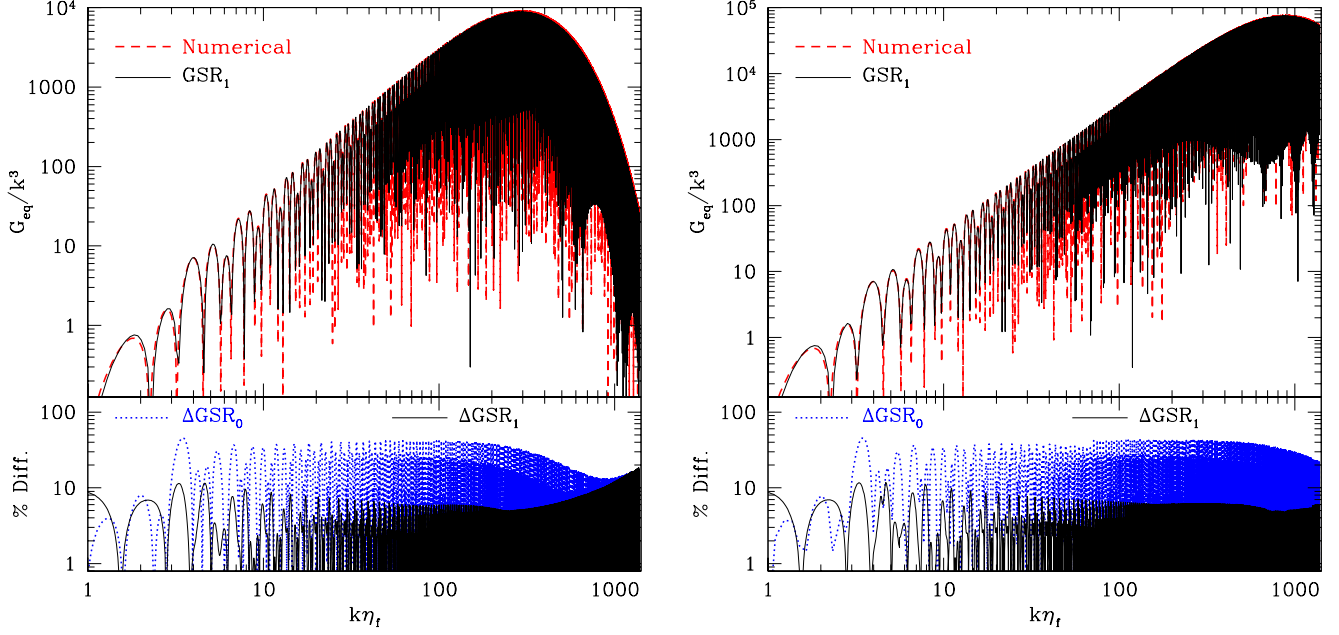 10⁴
1000
100
10
1
G_eq/k³
Numerical
GSR₁
100
10
1
% Diff.
ΔGSR₀
ΔGSR₁
1
10
100
1000
kη_f
10⁵
10⁴
1000
100
10
1
G_eq/k³
Numerical
GSR₁
100
10
1
% Diff.
ΔGSR₀
ΔGSR₁
1
10
100
1000
kη_f